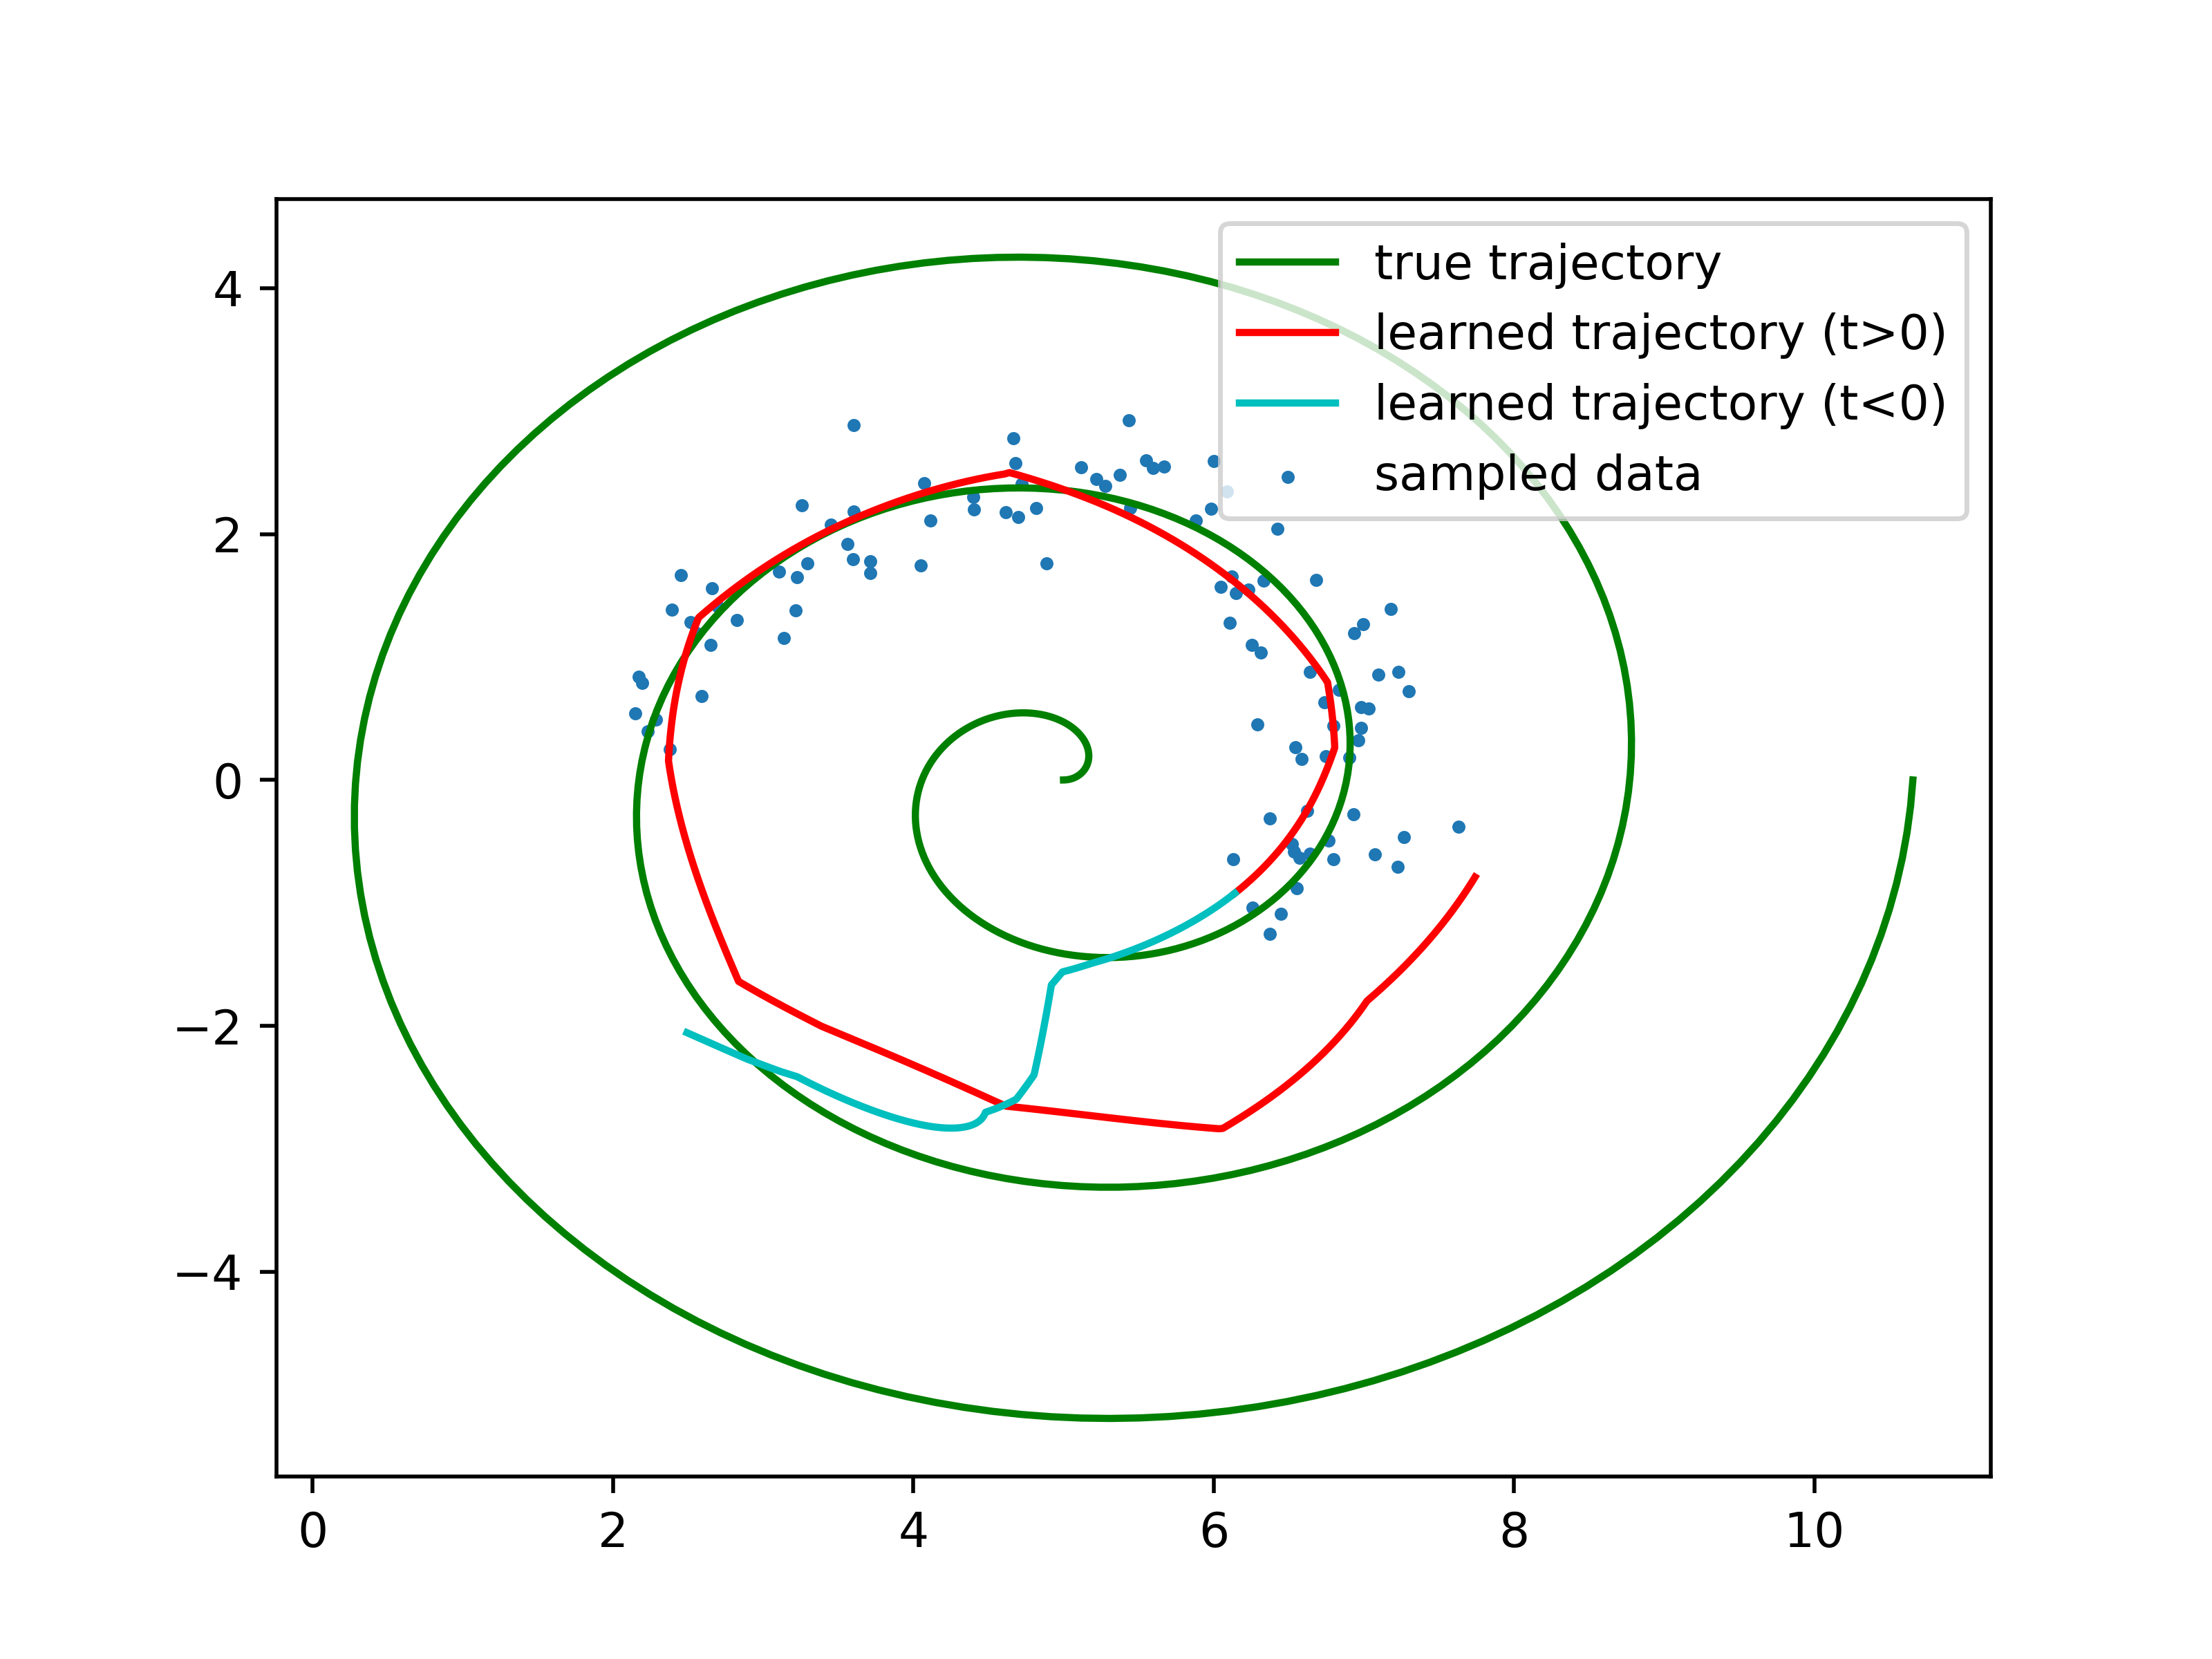 true trajectory
learned trajectory (t>0)
learned trajectory (t<0)
sampled data
4
2
0
−2
−4
0 2 4 6 8 10